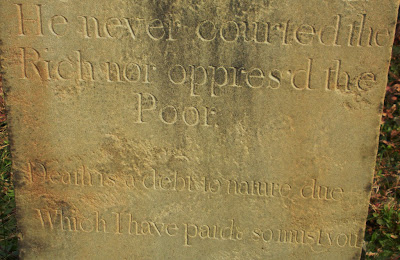 He never courted the
Rich nor oppres'd the
Poor.
Death is a debt to nature due
Which I have paid & so must you